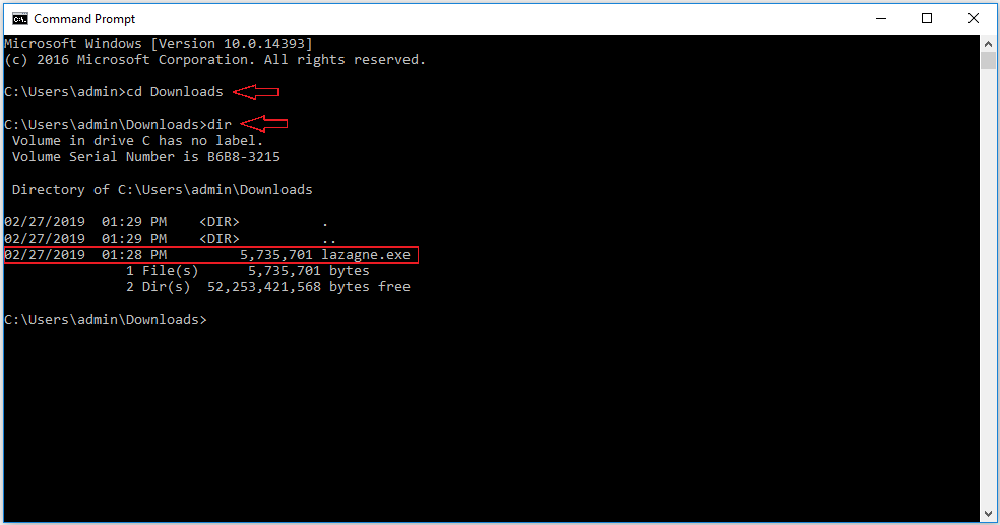 Command Prompt
Microsoft Windows [Version 10.0.14393]
(c) 2016 Microsoft Corporation. All rights reserved.
C:\Users\admin>cd Downloads
C:\Users\admin\Downloads>dir
 Volume in drive C has no label.
 Volume Serial Number is B6B8-3215
 Directory of C:\Users\admin\Downloads
02/27/2019  01:29 PM    <DIR>          .
02/27/2019  01:29 PM    <DIR>          ..
02/27/2019  01:28 PM         5,735,701 lazagne.exe
               1 File(s)      5,735,701 bytes
               2 Dir(s)  52,253,421,568 bytes free
C:\Users\admin\Downloads>